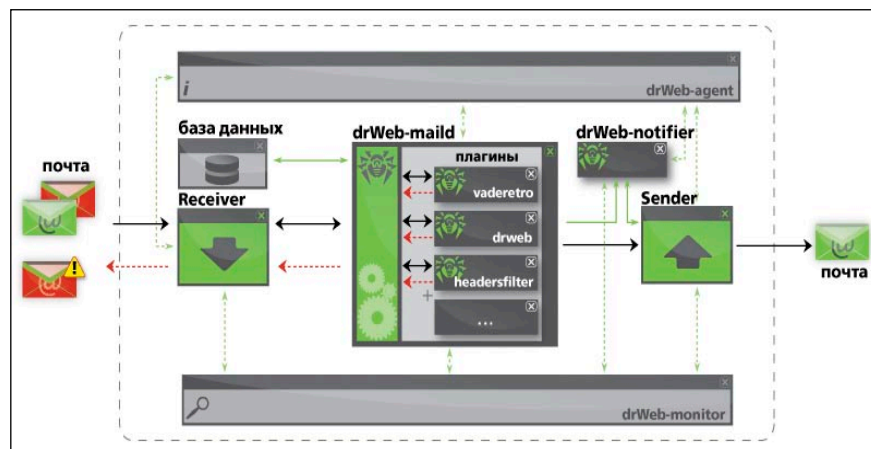 i
drWeb-agent
база данных
drWeb-maild
drWeb-notifier
почта
плагины
vaderetro
Receiver
Sender
drweb
headersfilter
почта
...
drWeb-monitor